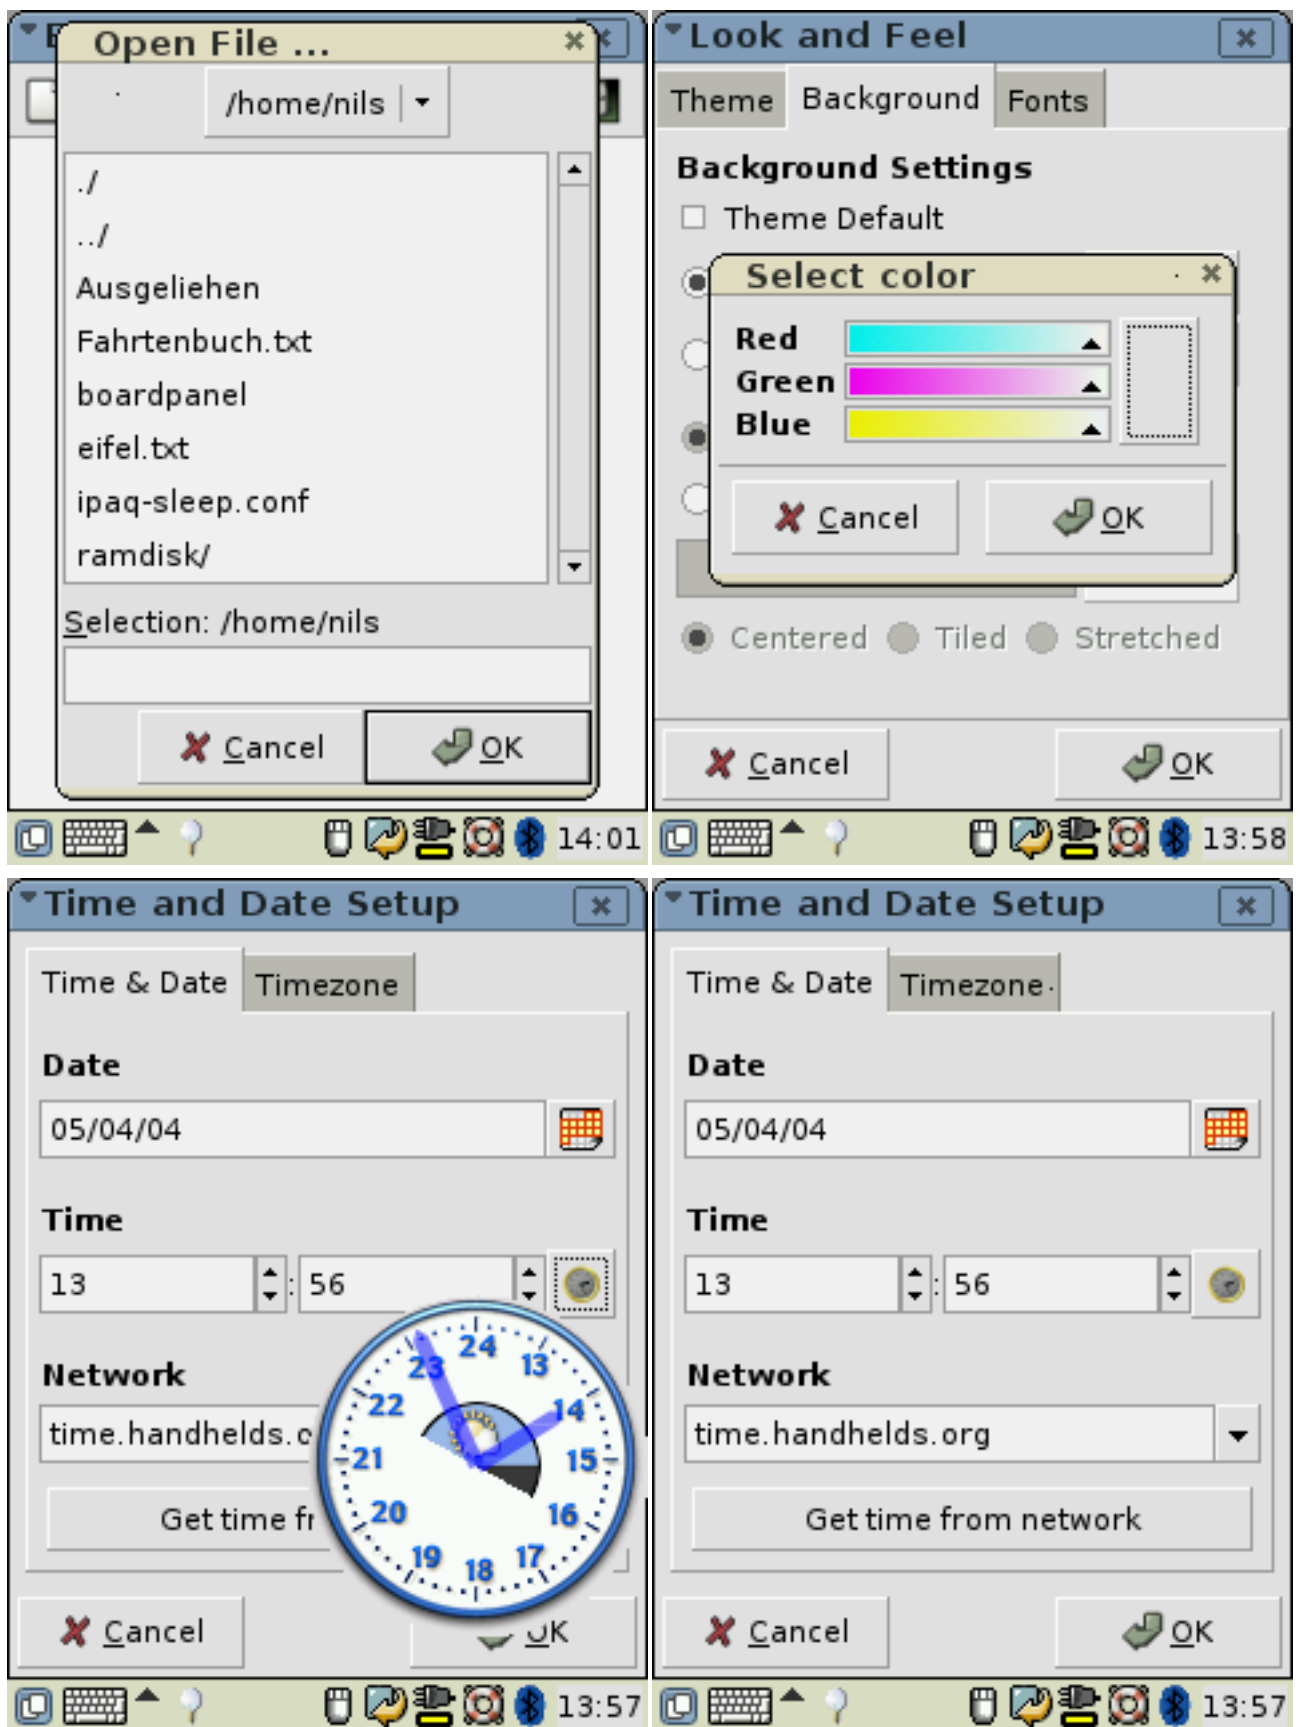 Open File ...
/home/nils
./
../
Ausgeliehen
Fahrtenbuch.txt
boardpanel
eifel.txt
ipaq-sleep.conf
ramdisk/
Selection: /home/nils
Cancel OK
14:01
Look and Feel
Theme Background Fonts
Background Settings
Theme Default
Select color
Red
Green
Blue
Cancel OK
Centered Tiled Stretched
Cancel OK
13:58
Time and Date Setup
Time & Date Timezone
Date
05/04/04
Time
13 : 56
Network
time.handhelds.o
Get time fr
24
13
14
15
16
17
18
19
20
21
22
23
Cancel OK
13:57
Time and Date Setup
Time & Date Timezone
Date
05/04/04
Time
13 : 56
Network
time.handhelds.org
Get time from network
Cancel OK
13:57